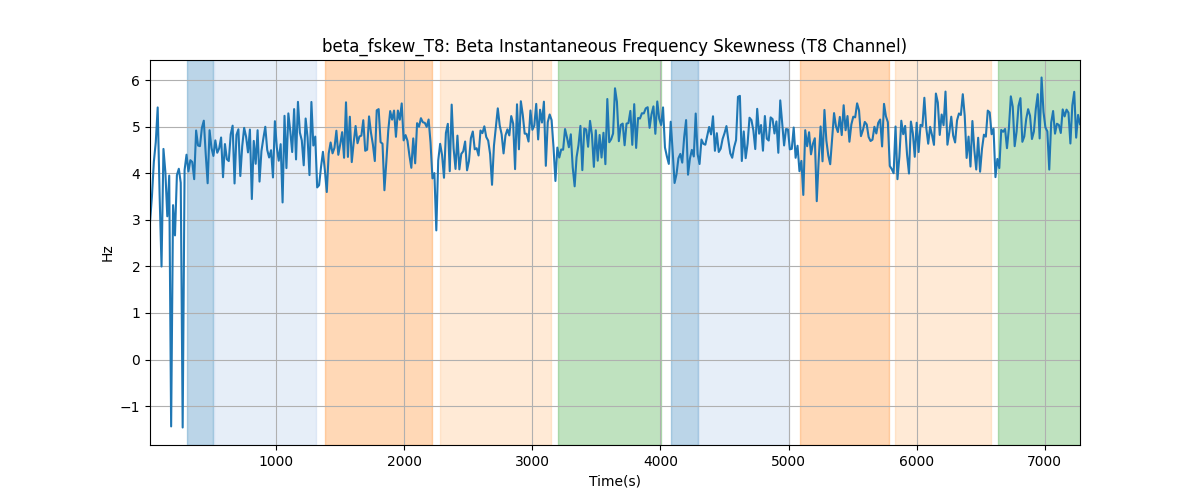 beta_fskew_T8: Beta Instantaneous Frequency Skewness (T8 Channel)
6
5
4
3
2
1
0
−1
Hz
1000 2000 3000 4000 5000 6000 7000
Time(s)